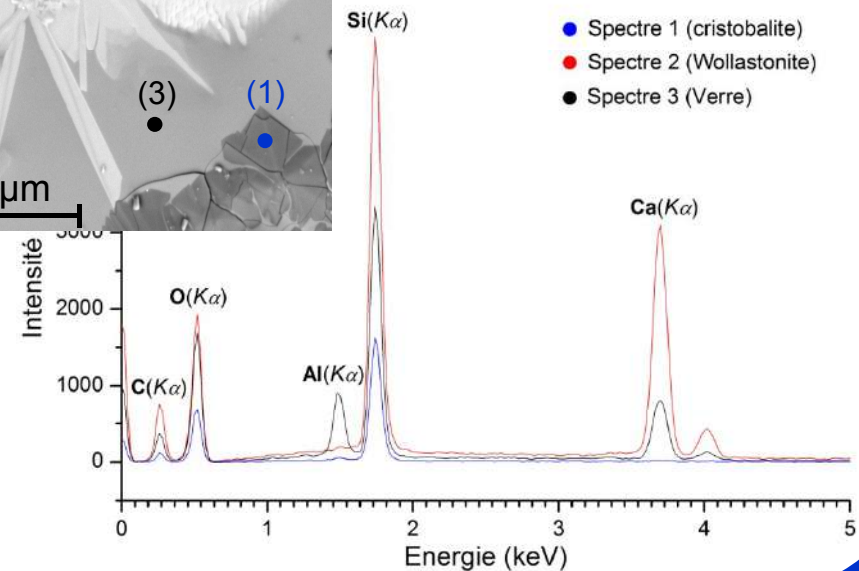 Si(Kα)
Spectre 1 (cristobalite)
Spectre 2 (Wollastonite)
Spectre 3 (Verre)
(3)
(1)
µm
Ca(Kα)
3000
Intensité
O(Kα)
2000
Al(Kα)
C(Kα)
1000
0
0 1 2 3 4 5
Energie (keV)